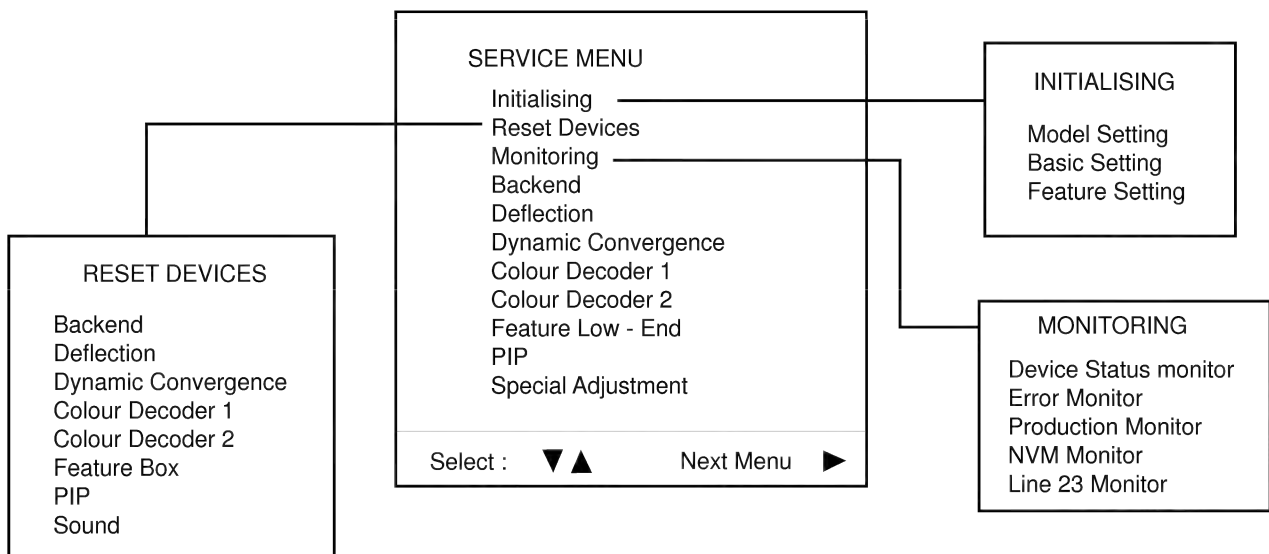 SERVICE MENU
Initialising
Reset Devices
Monitoring
Backend
Deflection
Dynamic Convergence
Colour Decoder 1
Colour Decoder 2
Feature Low - End
PIP
Special Adjustment
Select : ▼▲ Next Menu ►
INITIALISING
Model Setting
Basic Setting
Feature Setting
RESET DEVICES
Backend
Deflection
Dynamic Convergence
Colour Decoder 1
Colour Decoder 2
Feature Box
PIP
Sound
MONITORING
Device Status monitor
Error Monitor
Production Monitor
NVM Monitor
Line 23 Monitor